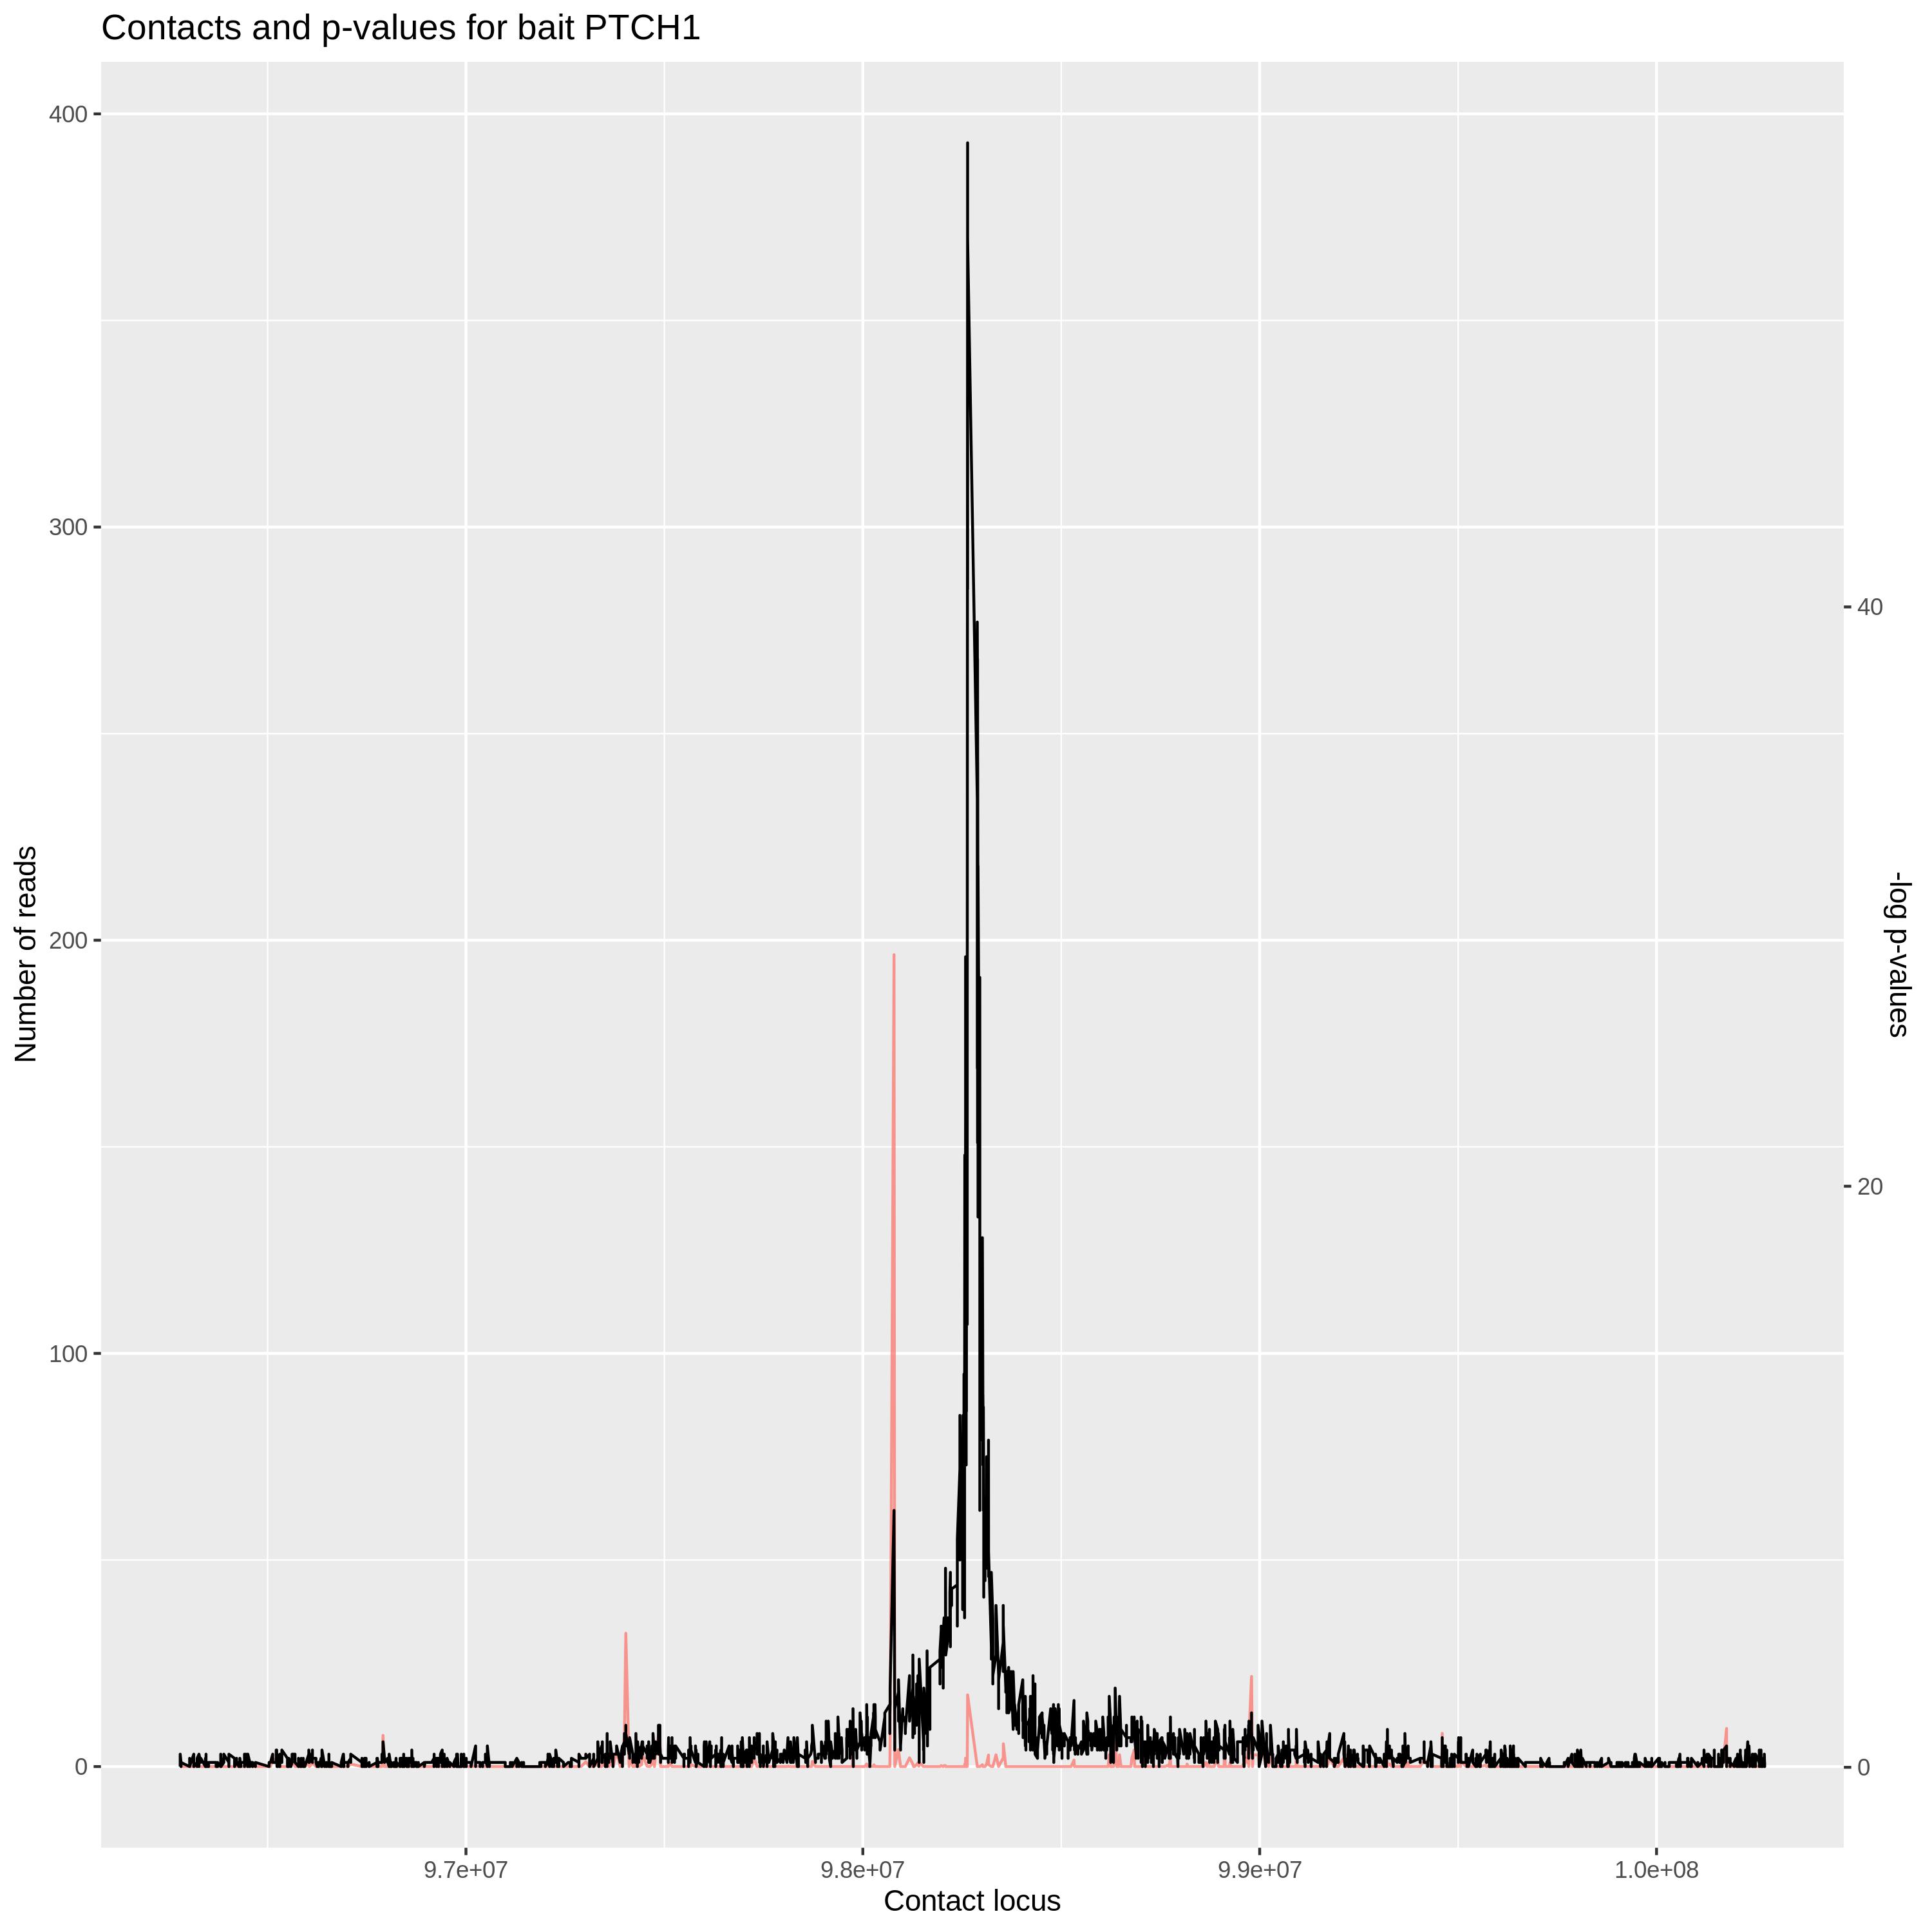 Contacts and p-values for bait PTCH1
400
300
200
100
0
Number of reads
40
20
0
-log p-values
9.7e+07
9.8e+07
9.9e+07
1.0e+08
Contact locus